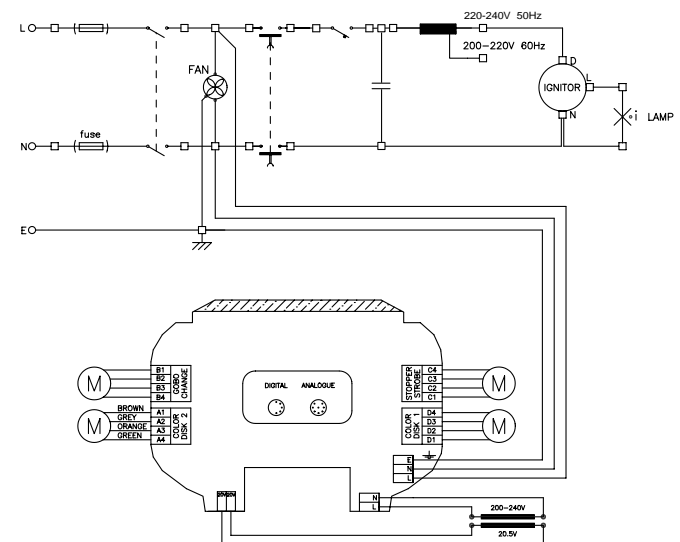 220-240V 50Hz
L
200-220V 60Hz
FAN
D
L
IGNITOR
N
i LAMP
fuse
N
E
B1
B2
B3
B4
GOBO CHANGE
M
BROWN A1
GREY A2
ORANGE A3
GREEN A4
COLOR DISK 2
M
DIGITAL ANALOGUE
STOPPER STROBE
C4
C3
C2
C1
M
COLOR DISK 1
D4
D3
D2
D1
M
E
N
L
20V 20V
N
L
200-240V
20.5V